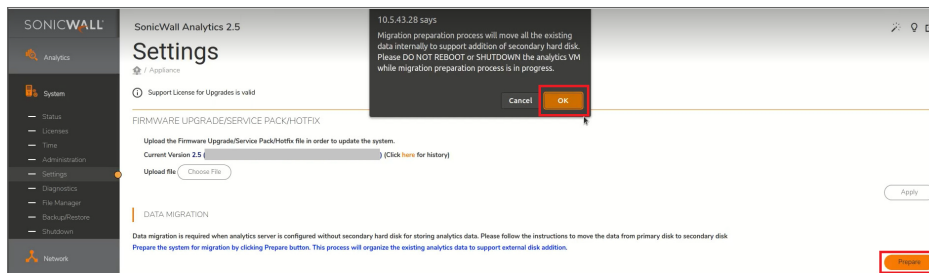 SONICWALL
SonicWall Analytics 2.5
Settings
/ Appliance
Support License for Upgrades is valid
10.5.43.28 says
Migration preparation process will move all the existing
data internally to support addition of secondary hard disk.
Please DO NOT REBOOT or SHUTDOWN the analytics VM
while migration preparation process is in progress.
Cancel
OK
Analytics
System
Status
Licenses
Time
Administration
Settings
Diagnostics
File Manager
Backup/Restore
Shutdown
Network
FIRMWARE UPGRADE/SERVICE PACK/HOTFIX
Upload the Firmware Upgrade/Service Pack/Hotfix file in order to update the system.
Current Version 2.5 ( ) (Click here for history)
Upload file Choose File
Apply
DATA MIGRATION
Data migration is required when analytics server is configured without secondary hard disk for storing analytics data. Please follow the instructions to move the data from primary disk to secondary disk
Prepare the system for migration by clicking Prepare button. This process will organize the existing analytics data to support external disk addition.
Prepare